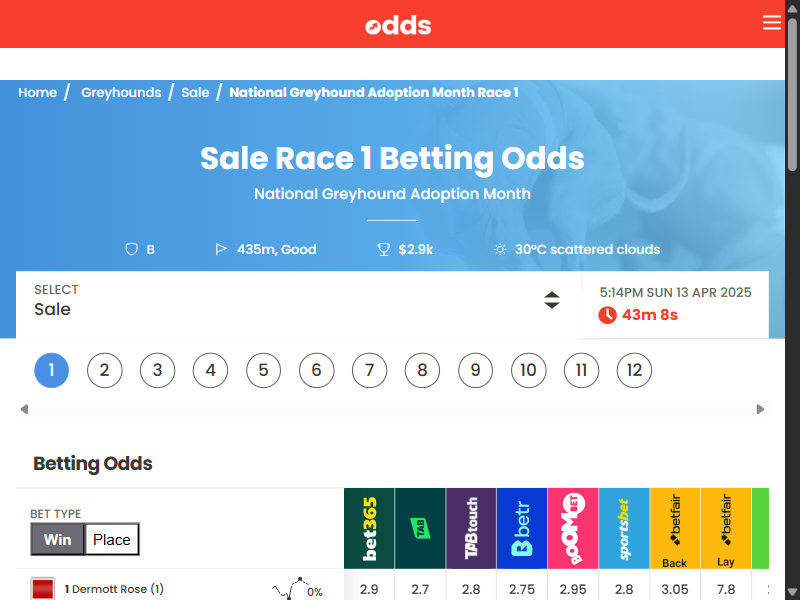 odds
Home / Greyhounds / Sale / National Greyhound Adoption Month Race 1
Sale Race 1 Betting Odds
National Greyhound Adoption Month
B 435m, Good $2.9k 30°C scattered clouds
SELECT
Sale
5:14PM SUN 13 APR 2025
43m 8s
1 2 3 4 5 6 7 8 9 10 11 12
Betting Odds
BET TYPE
Win Place
bet365
TAB
TABtouch
betr
BOOMBET
sportsbet
betfair
Back
betfair
Lay
1 Dermott Rose (1) 0% 2.9 2.7 2.8 2.75 2.95 2.8 3.05 7.8